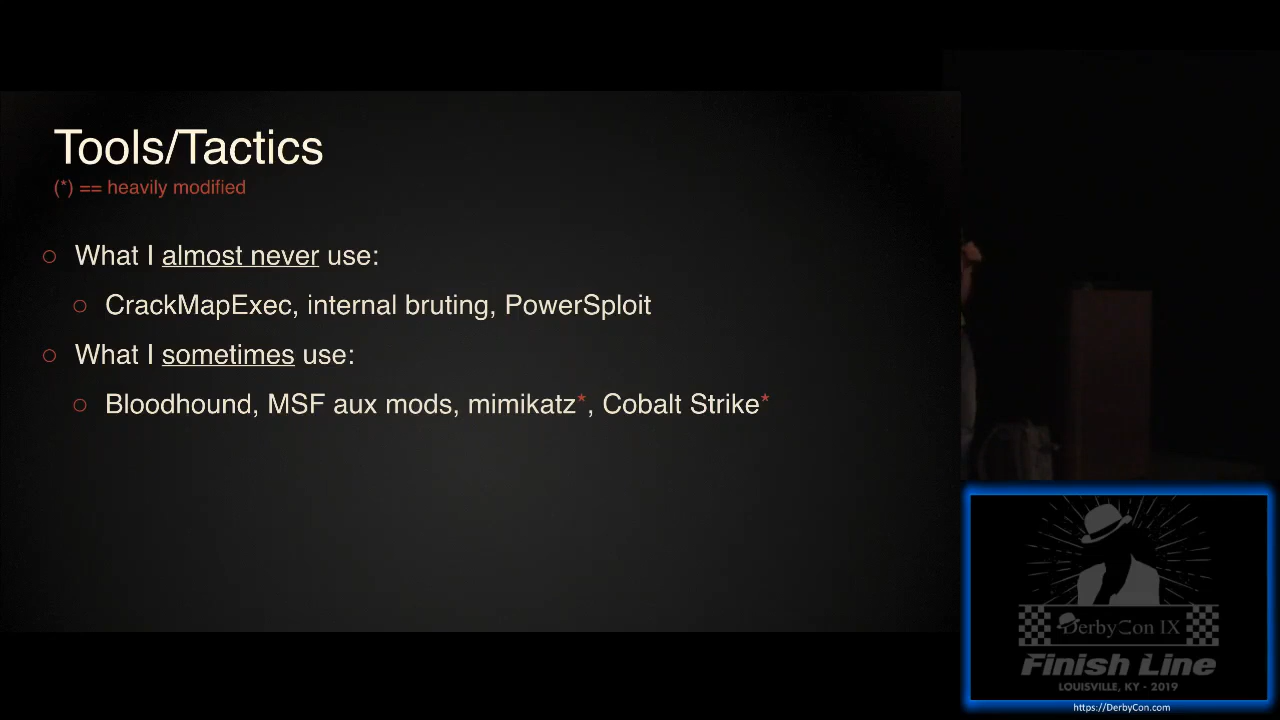 Tools/Tactics
(*) == heavily modified
What I almost never use:
CrackMapExec, internal bruting, PowerSploit
What I sometimes use:
Bloodhound, MSF aux mods, mimikatz*, Cobalt Strike*
DerbyCon IX
Finish Line
LOUISVILLE, KY - 2019
https://DerbyCon.com